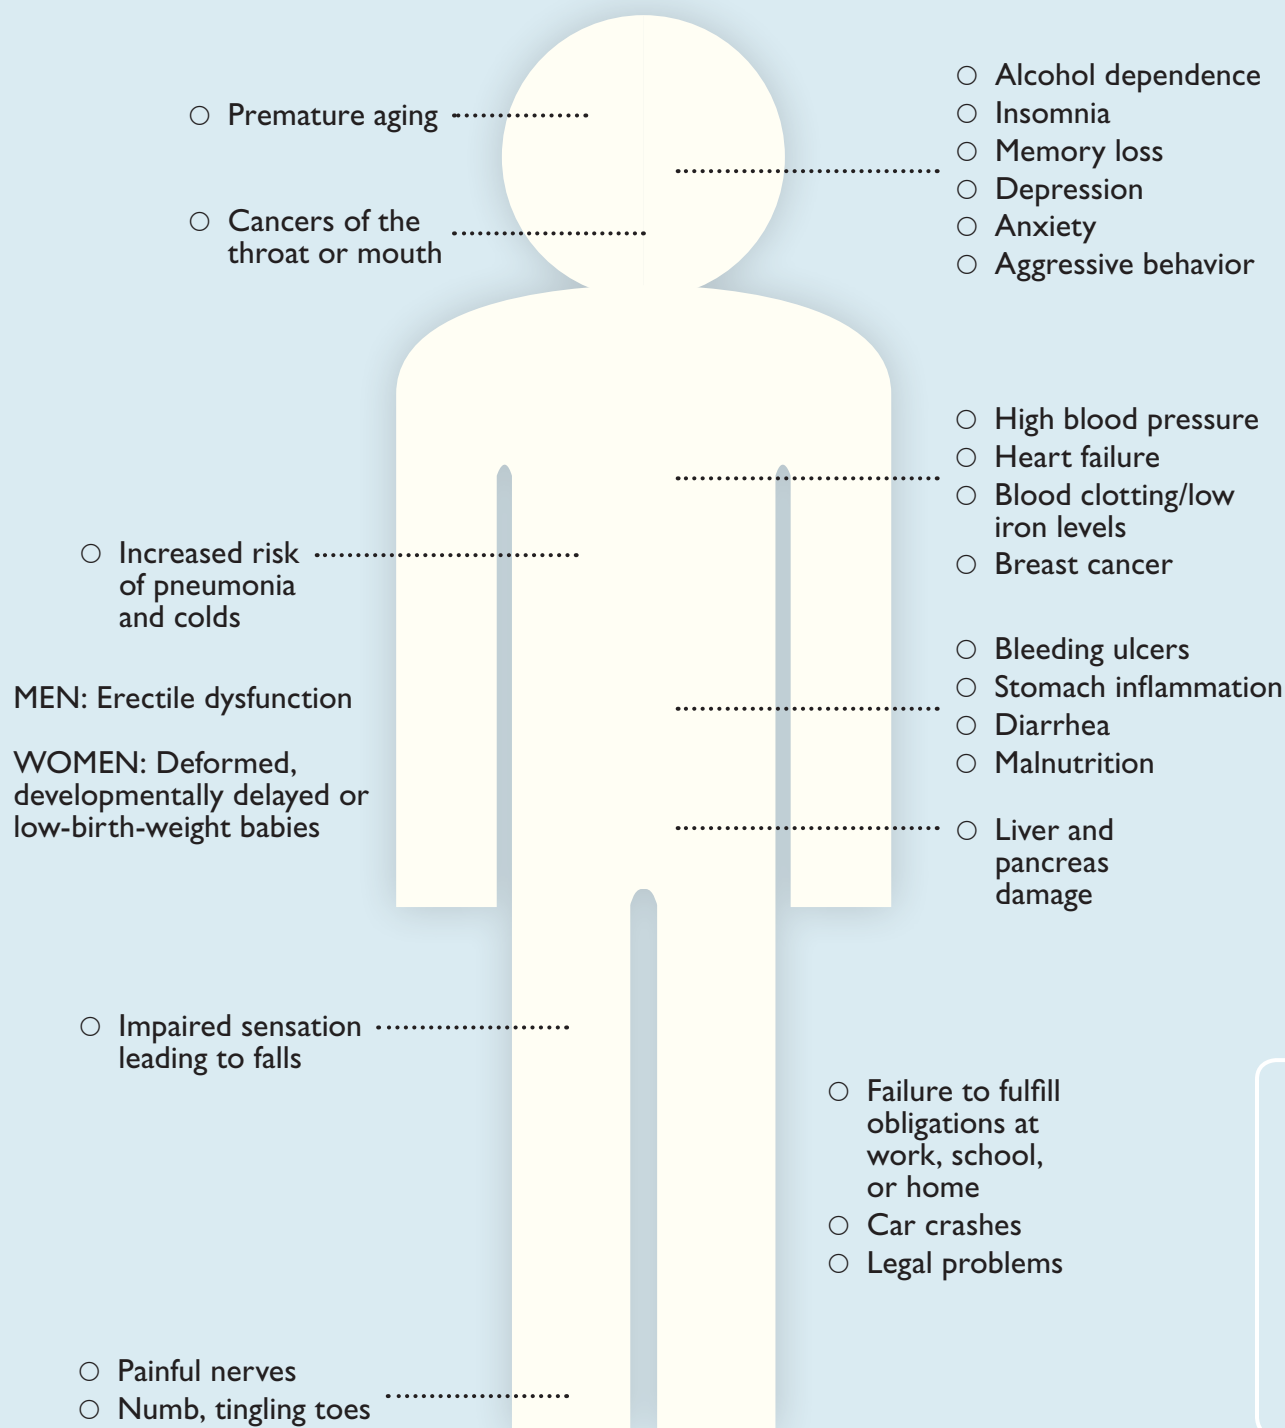 ○ Premature aging
○ Cancers of the
throat or mouth
○ Alcohol dependence
○ Insomnia
○ Memory loss
○ Depression
○ Anxiety
○ Aggressive behavior
○ High blood pressure
○ Heart failure
○ Blood clotting/low
iron levels
○ Breast cancer
○ Increased risk
of pneumonia
and colds
MEN: Erectile dysfunction
WOMEN: Deformed,
developmentally delayed or
low-birth-weight babies
○ Bleeding ulcers
○ Stomach inflammation
○ Diarrhea
○ Malnutrition
○ Liver and
pancreas
damage
○ Impaired sensation
leading to falls
○ Failure to fulfill
obligations at
work, school,
or home
○ Car crashes
○ Legal problems
○ Painful nerves
○ Numb, tingling toes